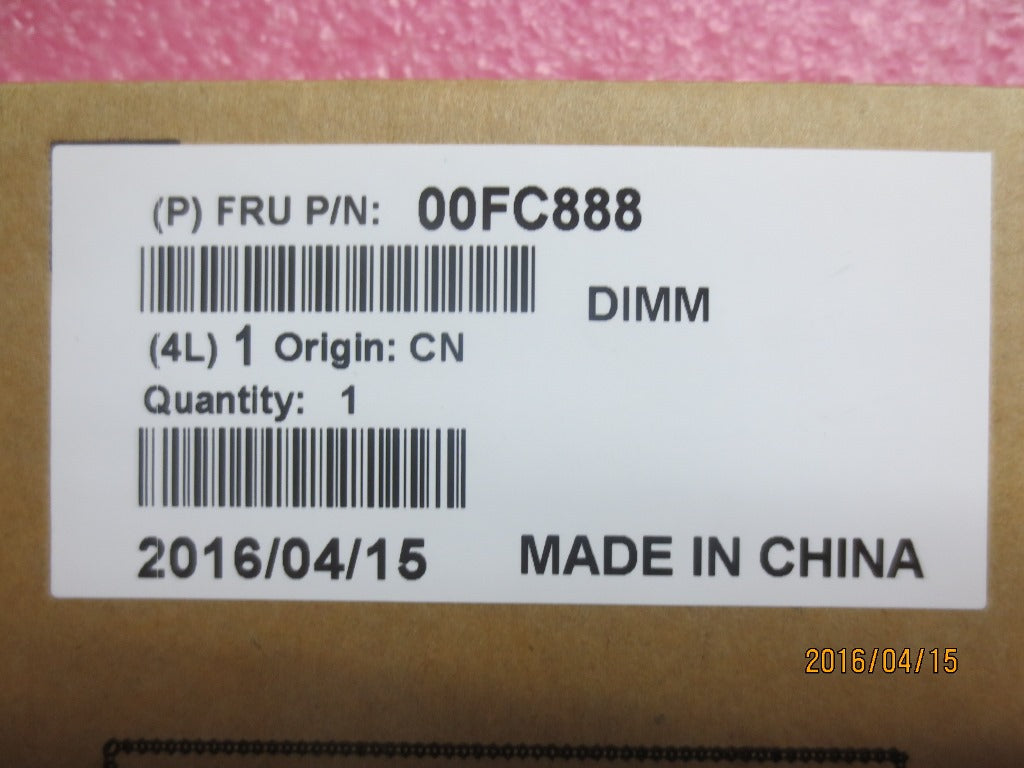 (P) FRU P/N: 00FC888
DIMM
(4L) 1 Origin: CN
Quantity: 1
2016/04/15 MADE IN CHINA
2016/04/15